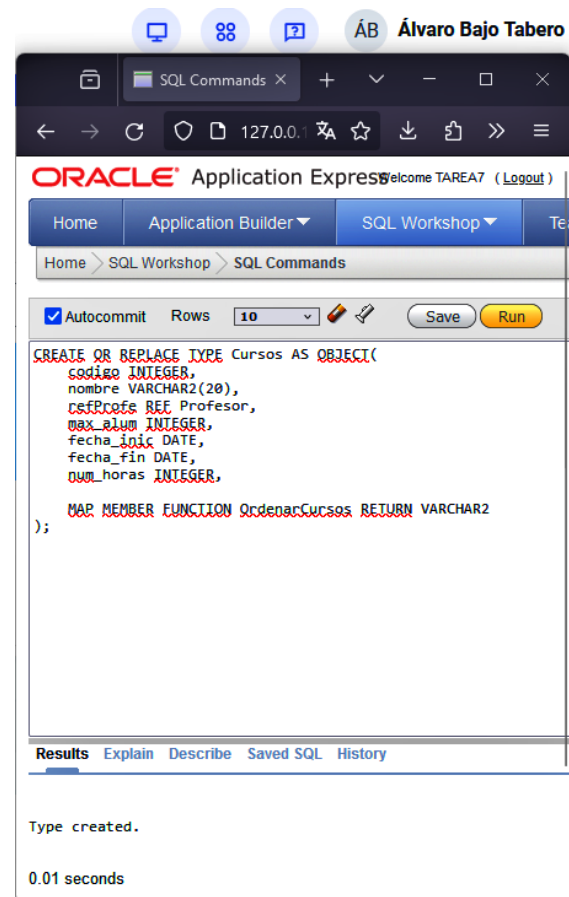 ÁB Álvaro Bajo Tabero
SQL Commands
127.0.0.1
ORACLE Application Express Welcome TAREA7 ( Logout )
Home Application Builder SQL Workshop Te
Home SQL Workshop SQL Commands
Autocommit Rows 10 Save Run
CREATE OR REPLACE TYPE Cursos AS OBJECT(
codigo INTEGER,
nombre VARCHAR2(20),
refProfe REF Profesor,
max_alum INTEGER,
fecha_inic DATE,
fecha_fin DATE,
num_horas INTEGER,
MAP MEMBER FUNCTION OrdenarCursos RETURN VARCHAR2
);
Results Explain Describe Saved SQL History
Type created.
0.01 seconds